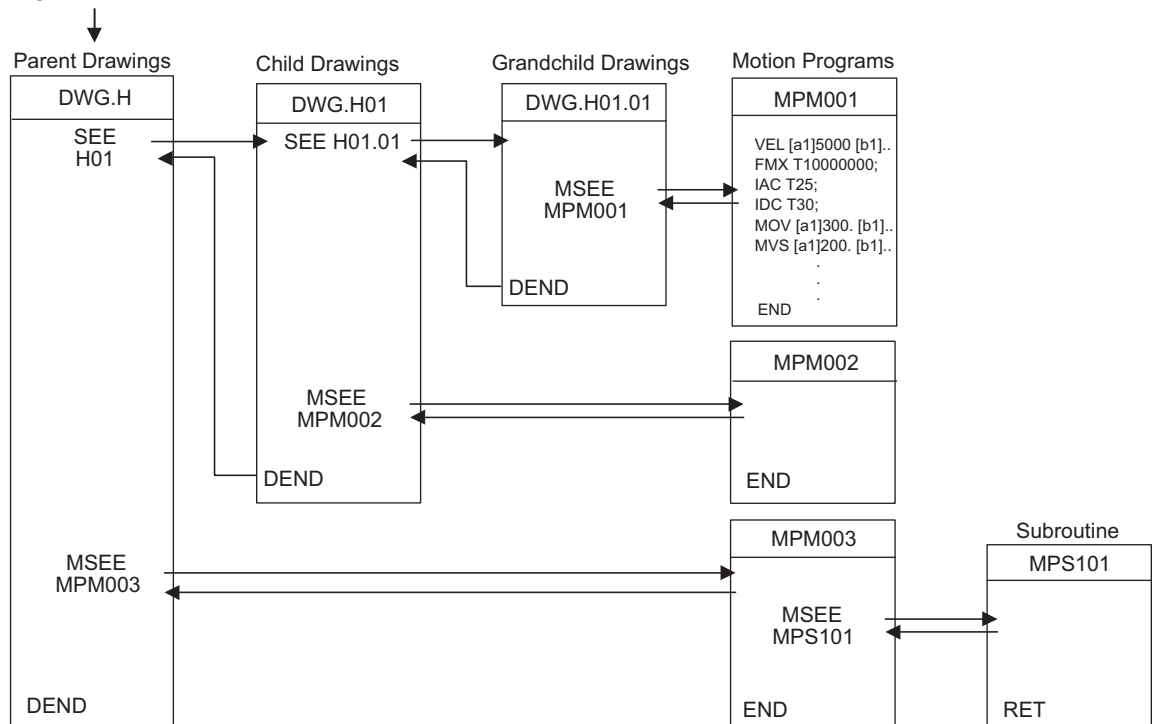 Parent Drawings
Child Drawings
Grandchild Drawings
Motion Programs
DWG.H
SEE
H01
MSEE
MPM003
DEND
DWG.H01
SEE H01.01
MSEE
MPM002
DEND
DWG.H01.01
MSEE
MPM001
DEND
MPM001
VEL [a1]5000 [b1]..
FMX T10000000;
IAC T25;
IDC T30;
MOV [a1]300. [b1]..
MVS [a1]200. [b1]..
.
.
.
END
MPM002
END
MPM003
MSEE
MPS101
END
Subroutine
MPS101
RET